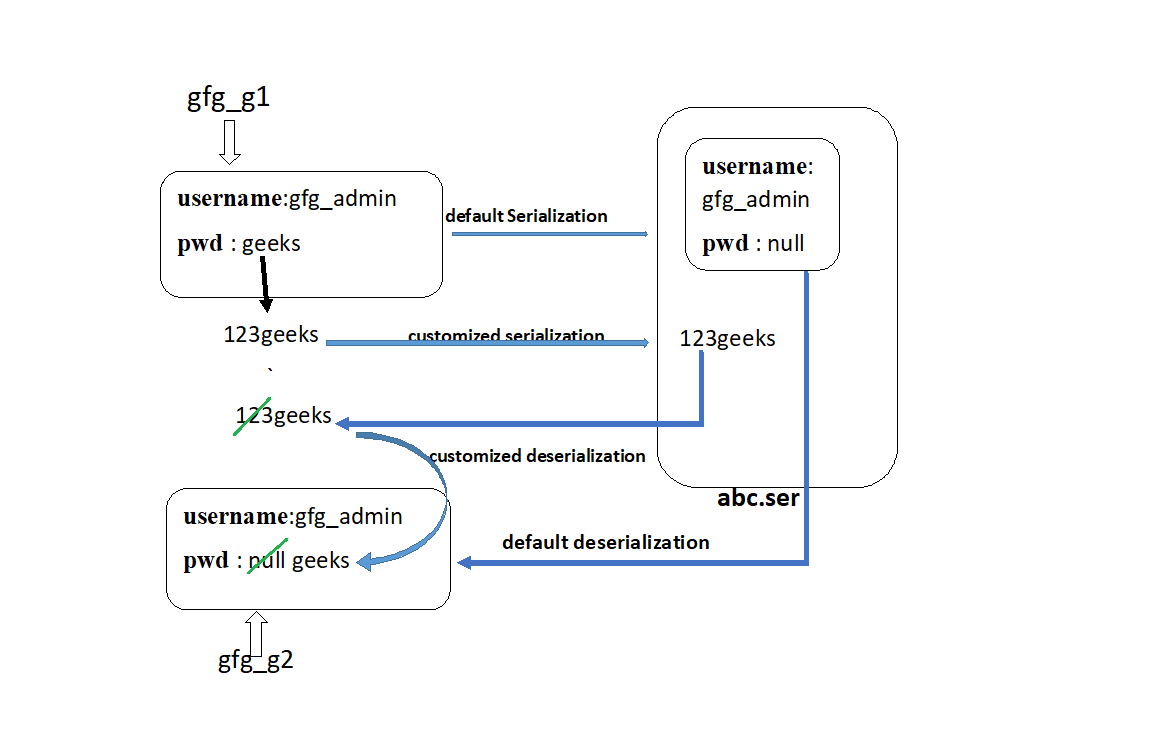 gfg_g1
username:gfg_admin
pwd : geeks
default Serialization
username:
gfg_admin
pwd : null
123geeks
customized serialization
123geeks
`
123geeks
customized deserialization
abc.ser
username:gfg_admin
pwd : null geeks
default deserialization
gfg_g2